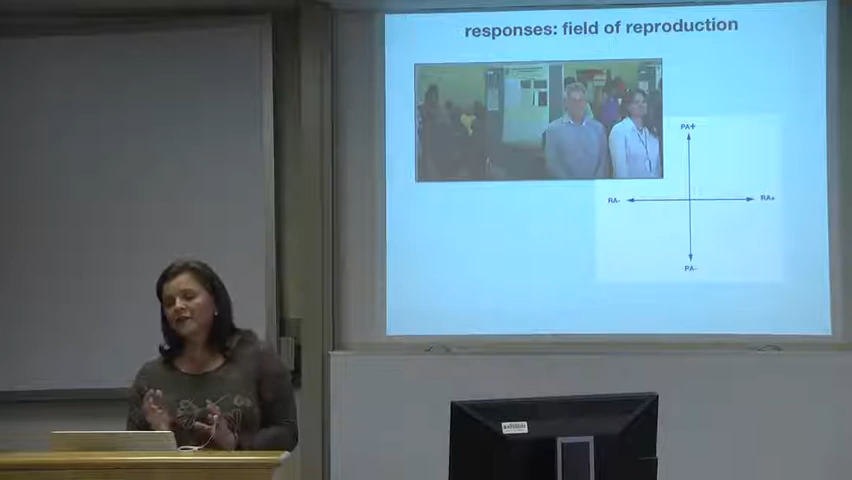 responses: field of reproduction
PA+
RA-
RA+
PA-